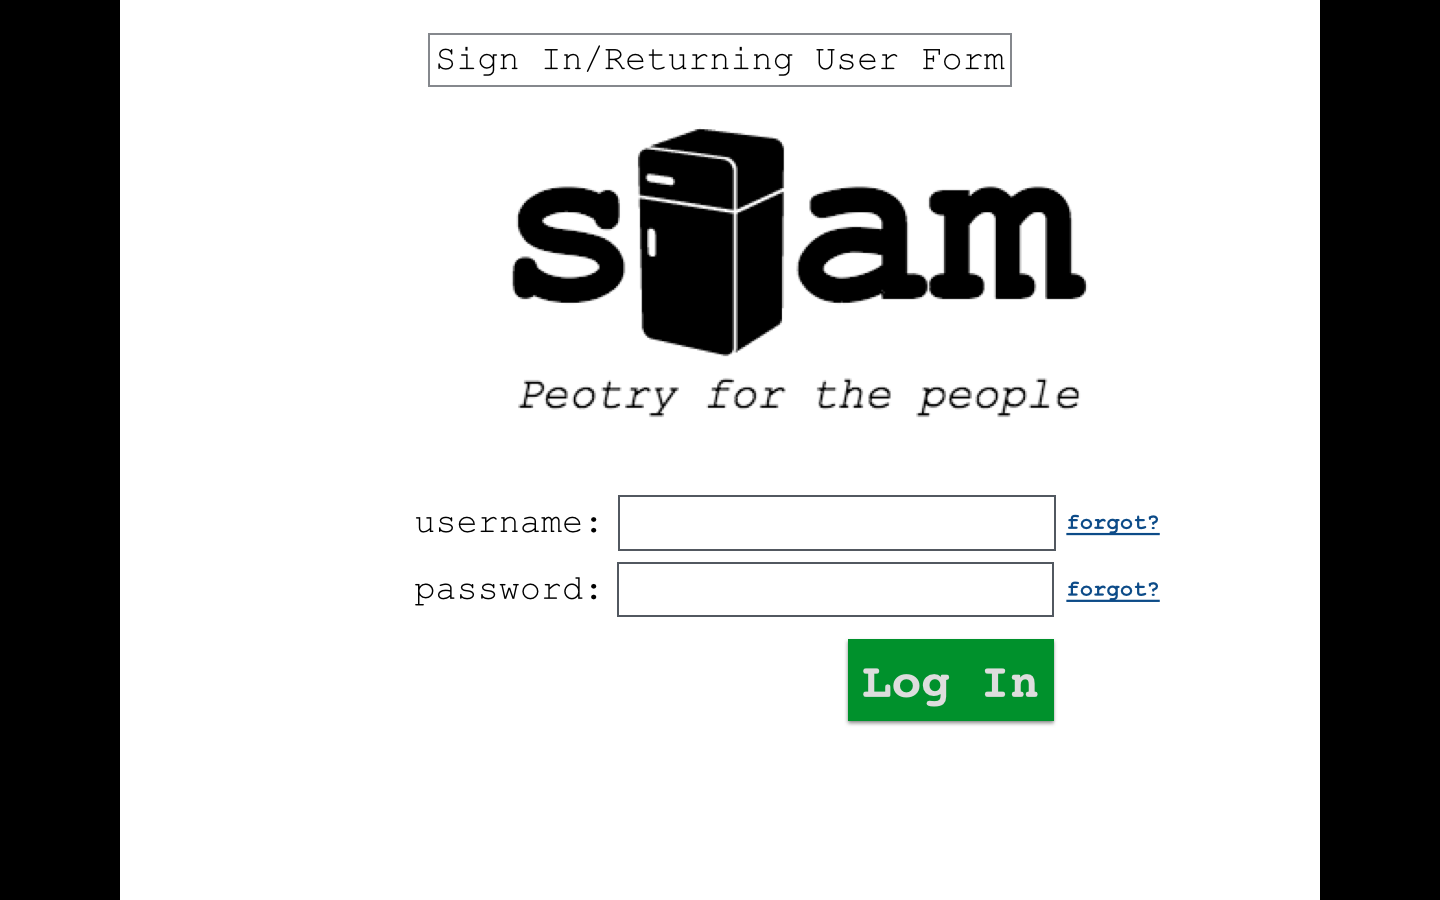 Sign In/Returning User Form
s am
Peotry for the people
username: forgot?
password: forgot?
Log In